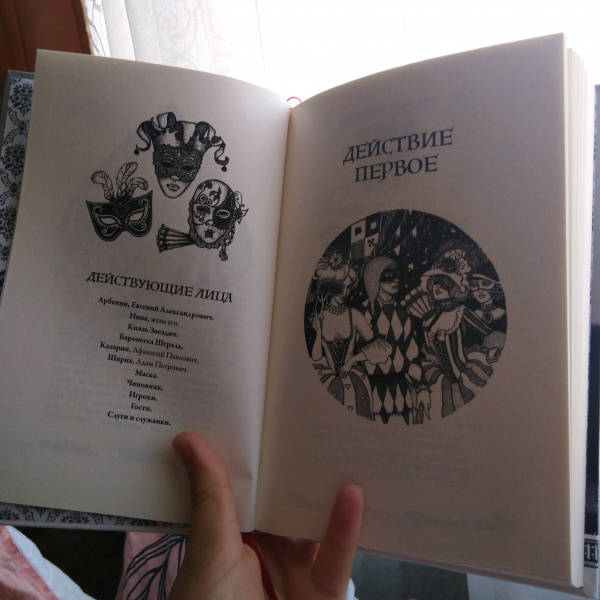 ДЕЙСТВУЮЩИЕ ЛИЦА
Арбенин, Евгений Александрович.
Нина, жена его.
Князь Звездич.
Баронесса Штраль.
Казарин, Афанасий Павлович.
Шприх, Адам Петрович.
Маска.
Чиновник.
Игроки.
Гости.
Слуги и служанки.
ДЕЙСТВИЕ
ПЕРВОЕ